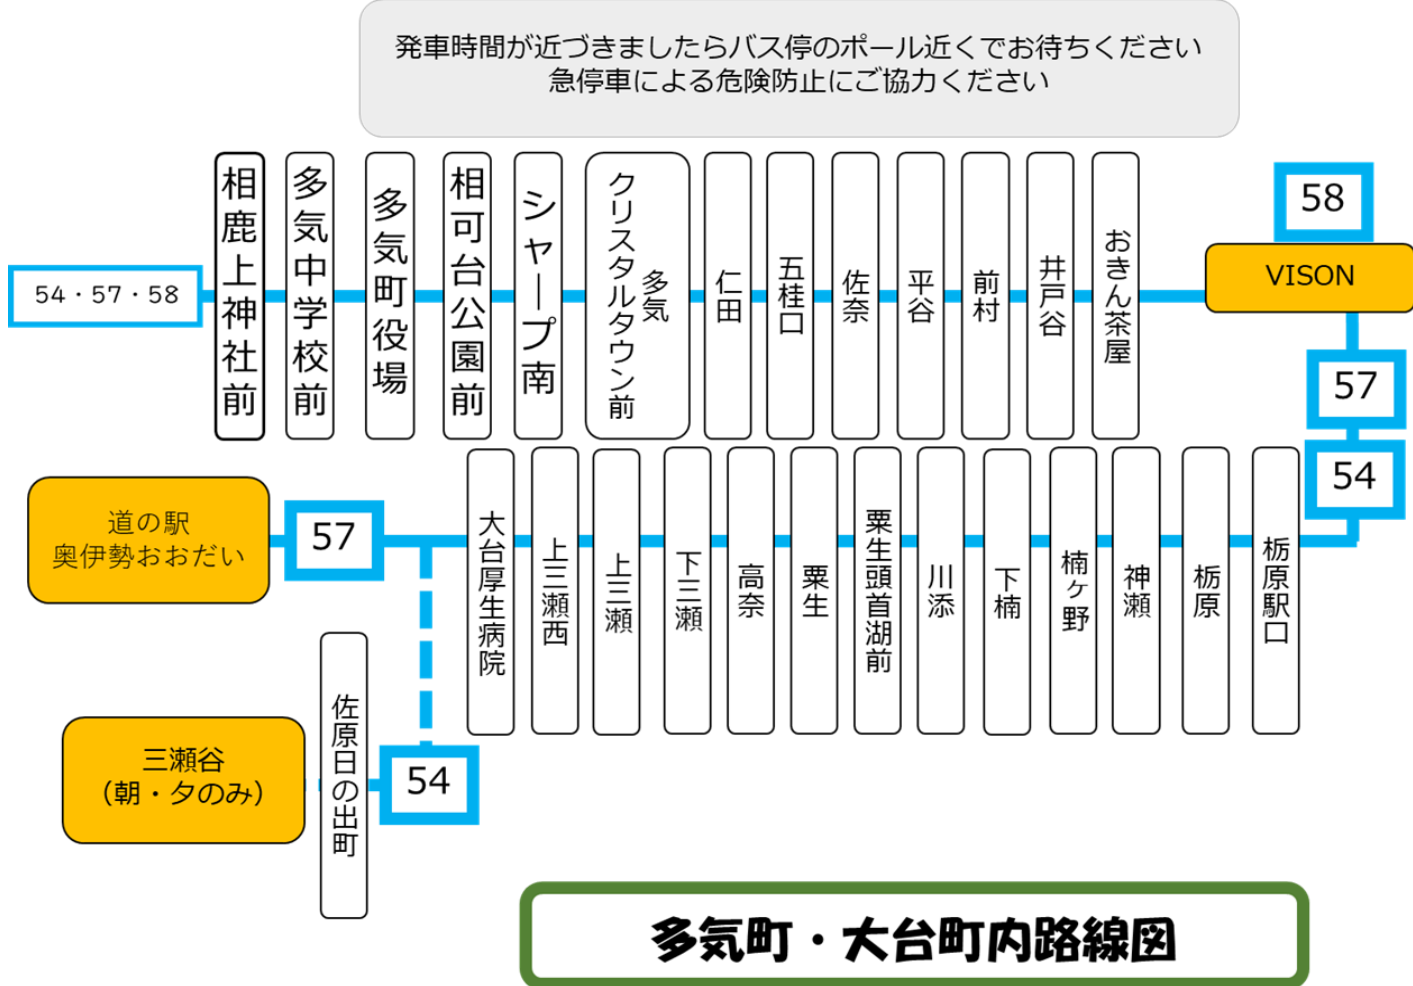 発車時間が近づきましたらバス停のポール近くでお待ちください
急停車による危険防止にご協力ください
54・57・58
相鹿上神社前
多気中学校前
多気町役場
相可台公園前
シャープ南
多気
クリスタルタウン前
仁田
五桂口
佐奈
平谷
前村
井戸谷
おきん茶屋
58
VISON
57
54
道の駅
奥伊勢おおだい
57
大台厚生病院
上三瀬西
上三瀬
下三瀬
高奈
粟生
粟生頭首湖前
川添
下楠
楠ヶ野
神瀬
栃原
栃原駅口
三瀬谷
（朝・夕のみ）
佐原日の出町
54
多気町・大台町内路線図